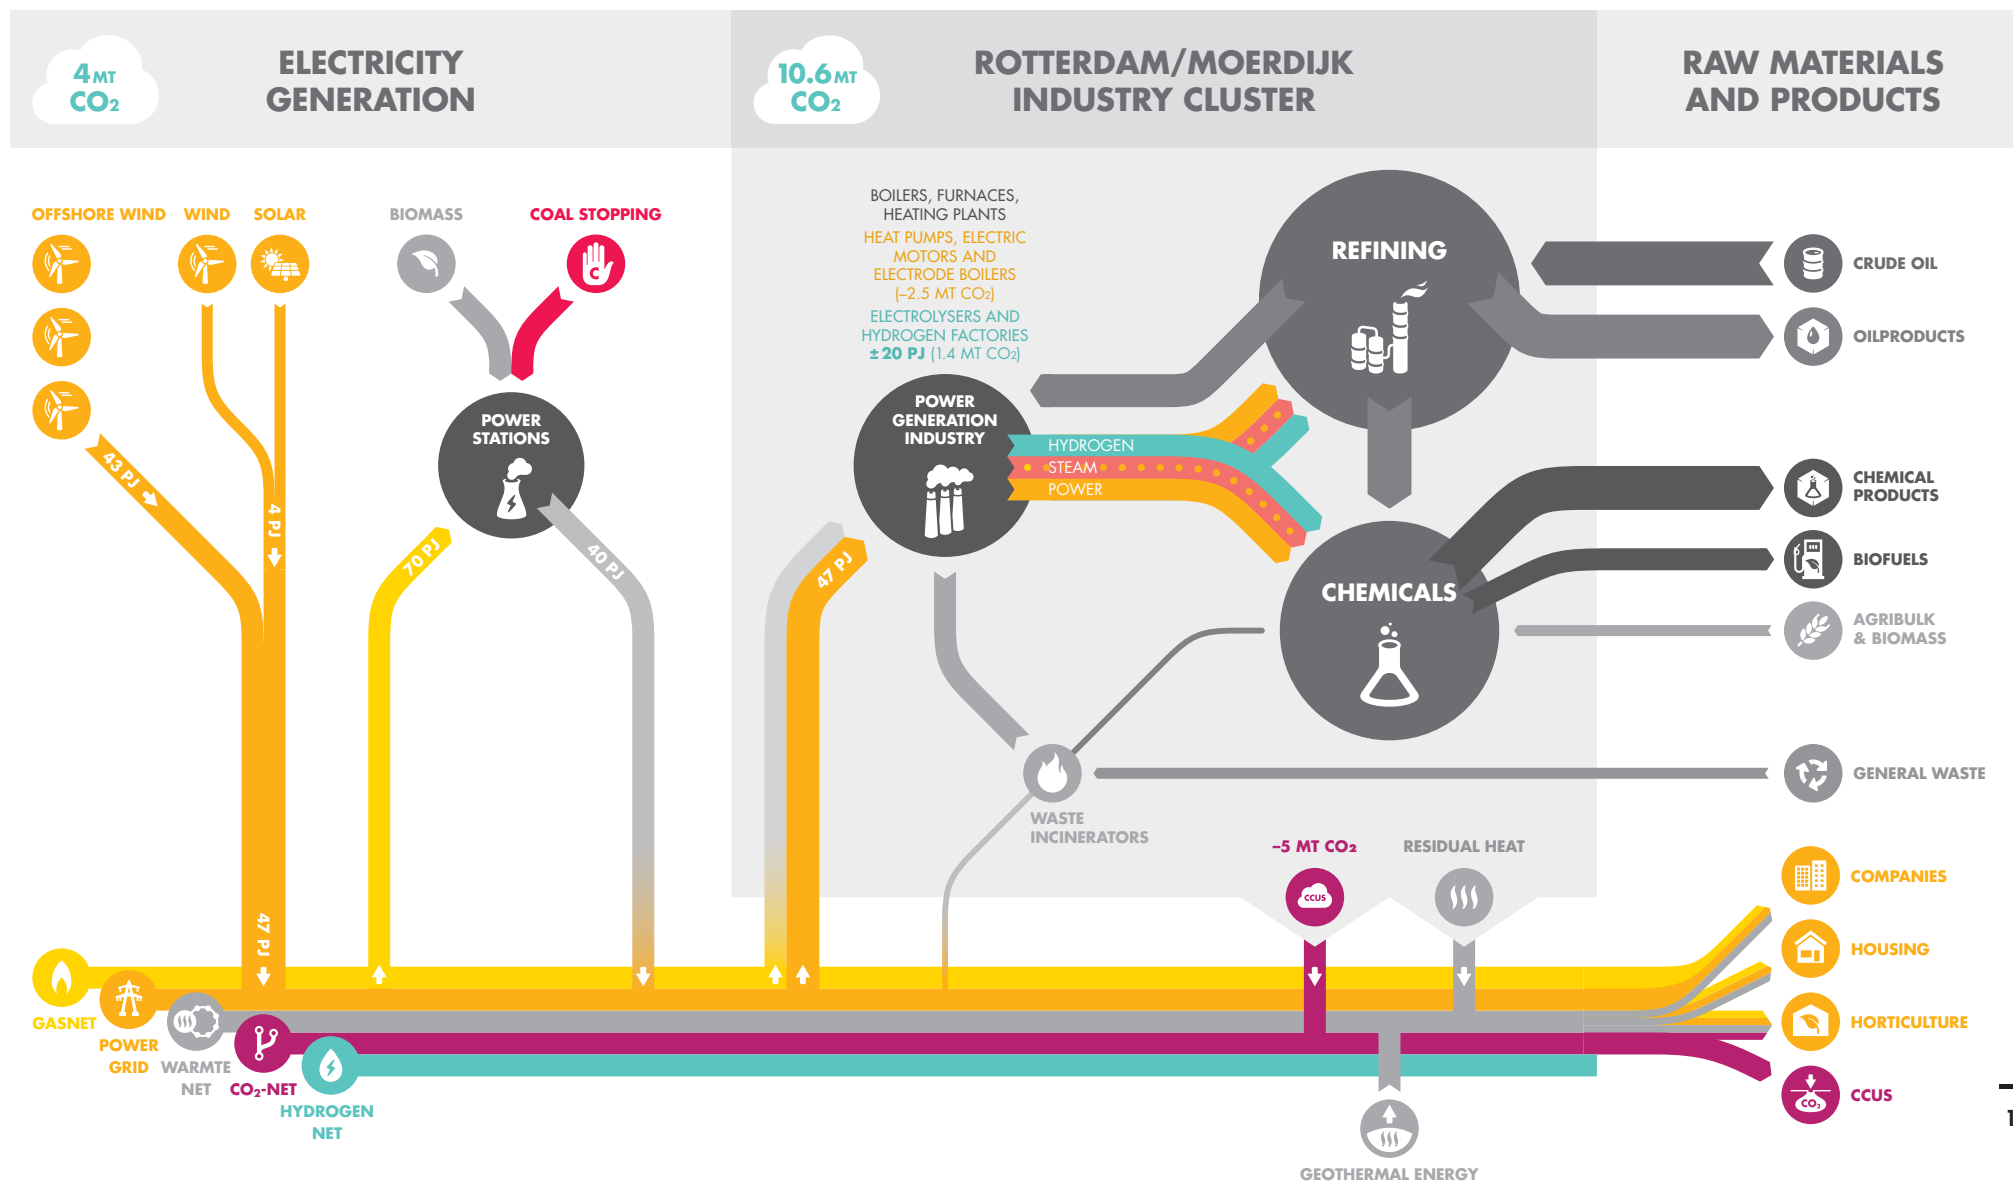 4 MT
CO2
ELECTRICITY
GENERATION
10.6 MT
CO2
ROTTERDAM/MOERDIJK
INDUSTRY CLUSTER
RAW MATERIALS
AND PRODUCTS
OFFSHORE WIND
WIND
SOLAR
BIOMASS
COAL STOPPING
C
POWER
STATIONS
43 PJ
4 PJ
70 PJ
40 PJ
47 PJ
47 PJ
BOILERS, FURNACES,
HEATING PLANTS
HEAT PUMPS, ELECTRIC
MOTORS AND
ELECTRODE BOILERS
(–2.5 MT CO2)
ELECTROLYSERS AND
HYDROGEN FACTORIES
±20 PJ (1.4 MT CO2)
POWER
GENERATION
INDUSTRY
HYDROGEN
STEAM
POWER
REFINING
CHEMICALS
WASTE
INCINERATORS
–5 MT CO2
CCUS
RESIDUAL HEAT
CRUDE OIL
OILPRODUCTS
CHEMICAL
PRODUCTS
BIOFUELS
AGRIBULK
& BIOMASS
GENERAL WASTE
COMPANIES
HOUSING
HORTICULTURE
CO2
CCUS
GASNET
POWER
GRID
WARMTE
NET
CO2-NET
HYDROGEN
NET
GEOTHERMAL ENERGY